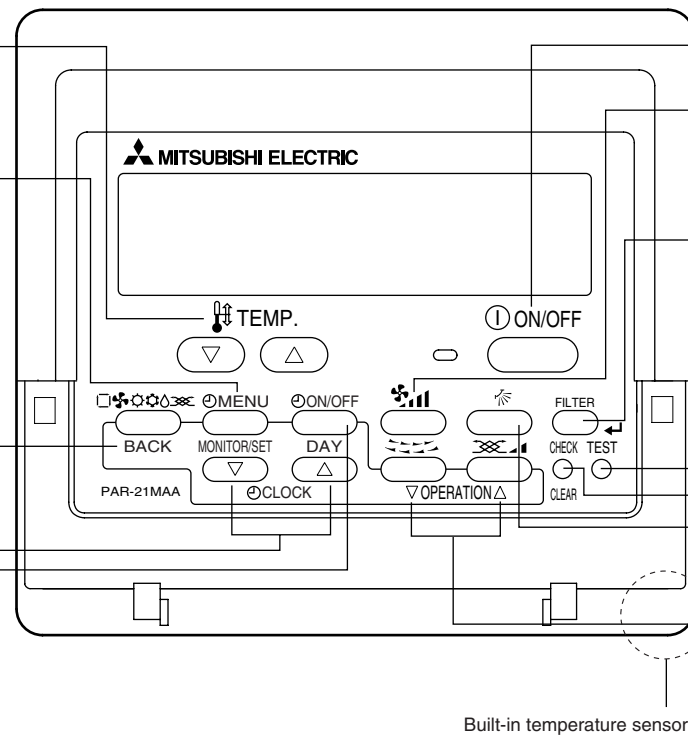 MITSUBISHI ELECTRIC
TEMP.
ON/OFF
MENU
ON/OFF
FILTER
BACK
MONITOR/SET
DAY
CHECK
TEST
PAR-21MAA
CLOCK
▽ OPERATION △
CLEAR
Built-in temperature sensor